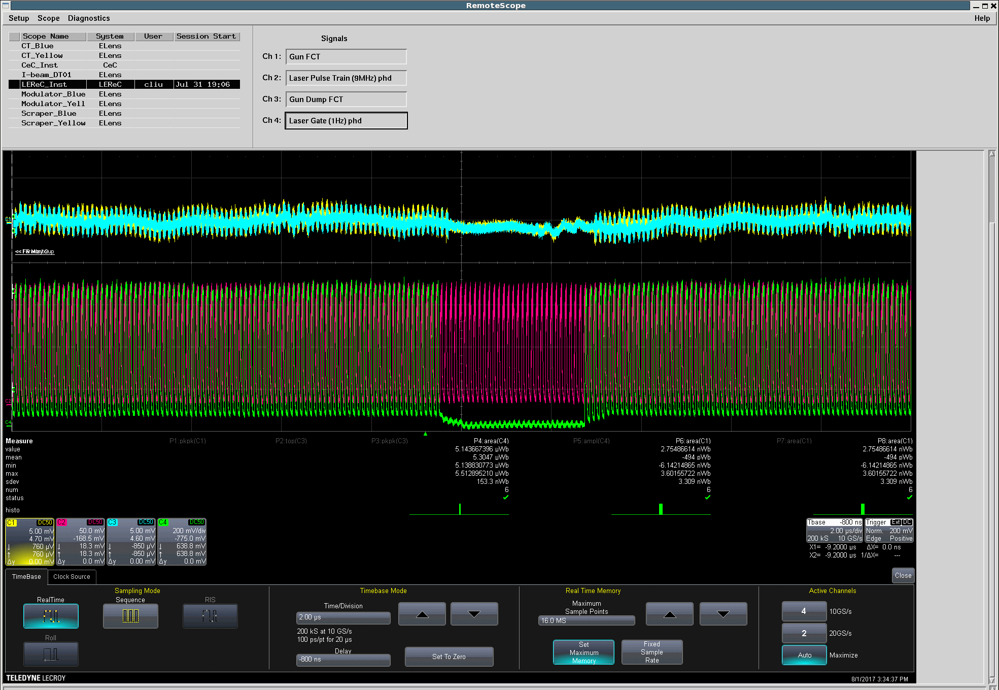 RemoteScope
Setup Scope Diagnostics Help
Scope Name System User Session Start
CT_Blue ELens
CT_Yellow ELens
CeC_Inst CeC
I-beam_DT01 ELens
LEReC_Inst LEReC cliu Jul 31 19:06
Modulator_Blue ELens
Modulator_Yell ELens
Scraper_Blue ELens
Scraper_Yellow ELens
Signals
Ch 1: Gun FCT
Ch 2: Laser Pulse Train (9MHz) phd
Ch 3: Gun Dump FCT
Ch 4: Laser Gate (1Hz) phd
C2
C4
Measure P1:pkpk(C1) P2:top(C3) P3:pkpk(C3) P4:area(C4) P5:ampl(C4) P6:area(C1) P7:area(C1) P8:area(C1)
value 5.143667396 µWb 2.75486614 nWb 2.75486614 nWb
mean 5.3047 µWb -494 pWb -494 pWb
min 5.138830773 µWb -6.14214865 nWb -6.14214865 nWb
max 5.512895210 µWb 3.60155722 nWb 3.60155722 nWb
sdev 153.3 nWb 3.309 nWb 3.309 nWb
num 6 6 6
status
histo
C1 DC50 C2 DC50 C3 DC50 C4 DC50 Tbase -800 ns Trigger Ext DC
5.00 mV 50.0 mV 5.00 mV 200 mV/div 2.00 µs/div Norm. 200 mV
4.70 mV -168.5 mV 4.60 mV -775.0 mV 200 kS 10 GS/s Edge Positive
↓ 760 µV ↓ 18.3 mV ↓ -850 µV ↓ 638.8 mV X1= -9.2000 µs ΔX= 0.0 ns
↑ 760 µV ↑ 18.3 mV ↑ -850 µV ↑ 638.8 mV X2= -9.2000 µs 1/ΔX= ---
Δy 0.00 mV Δy 0.0 mV Δy 0.00 mV Δy 0.0 mV
TimeBase Clock Source Close
Sampling Mode Timebase Mode Real Time Memory Active Channels
RealTime Sequence RIS
Roll
Time/Division
2.00 µs
200 kS at 10 GS/s
100 ps/pt for 20 µs
Delay
-800 ns
Set To Zero
Maximum
Sample Points
16.0 MS
Set
Maximum
Memory
Fixed
Sample
Rate
4 10GS/s
2 20GS/s
Auto Maximize
TELEDYNE LECROY 8/1/2017 3:34:37 PM